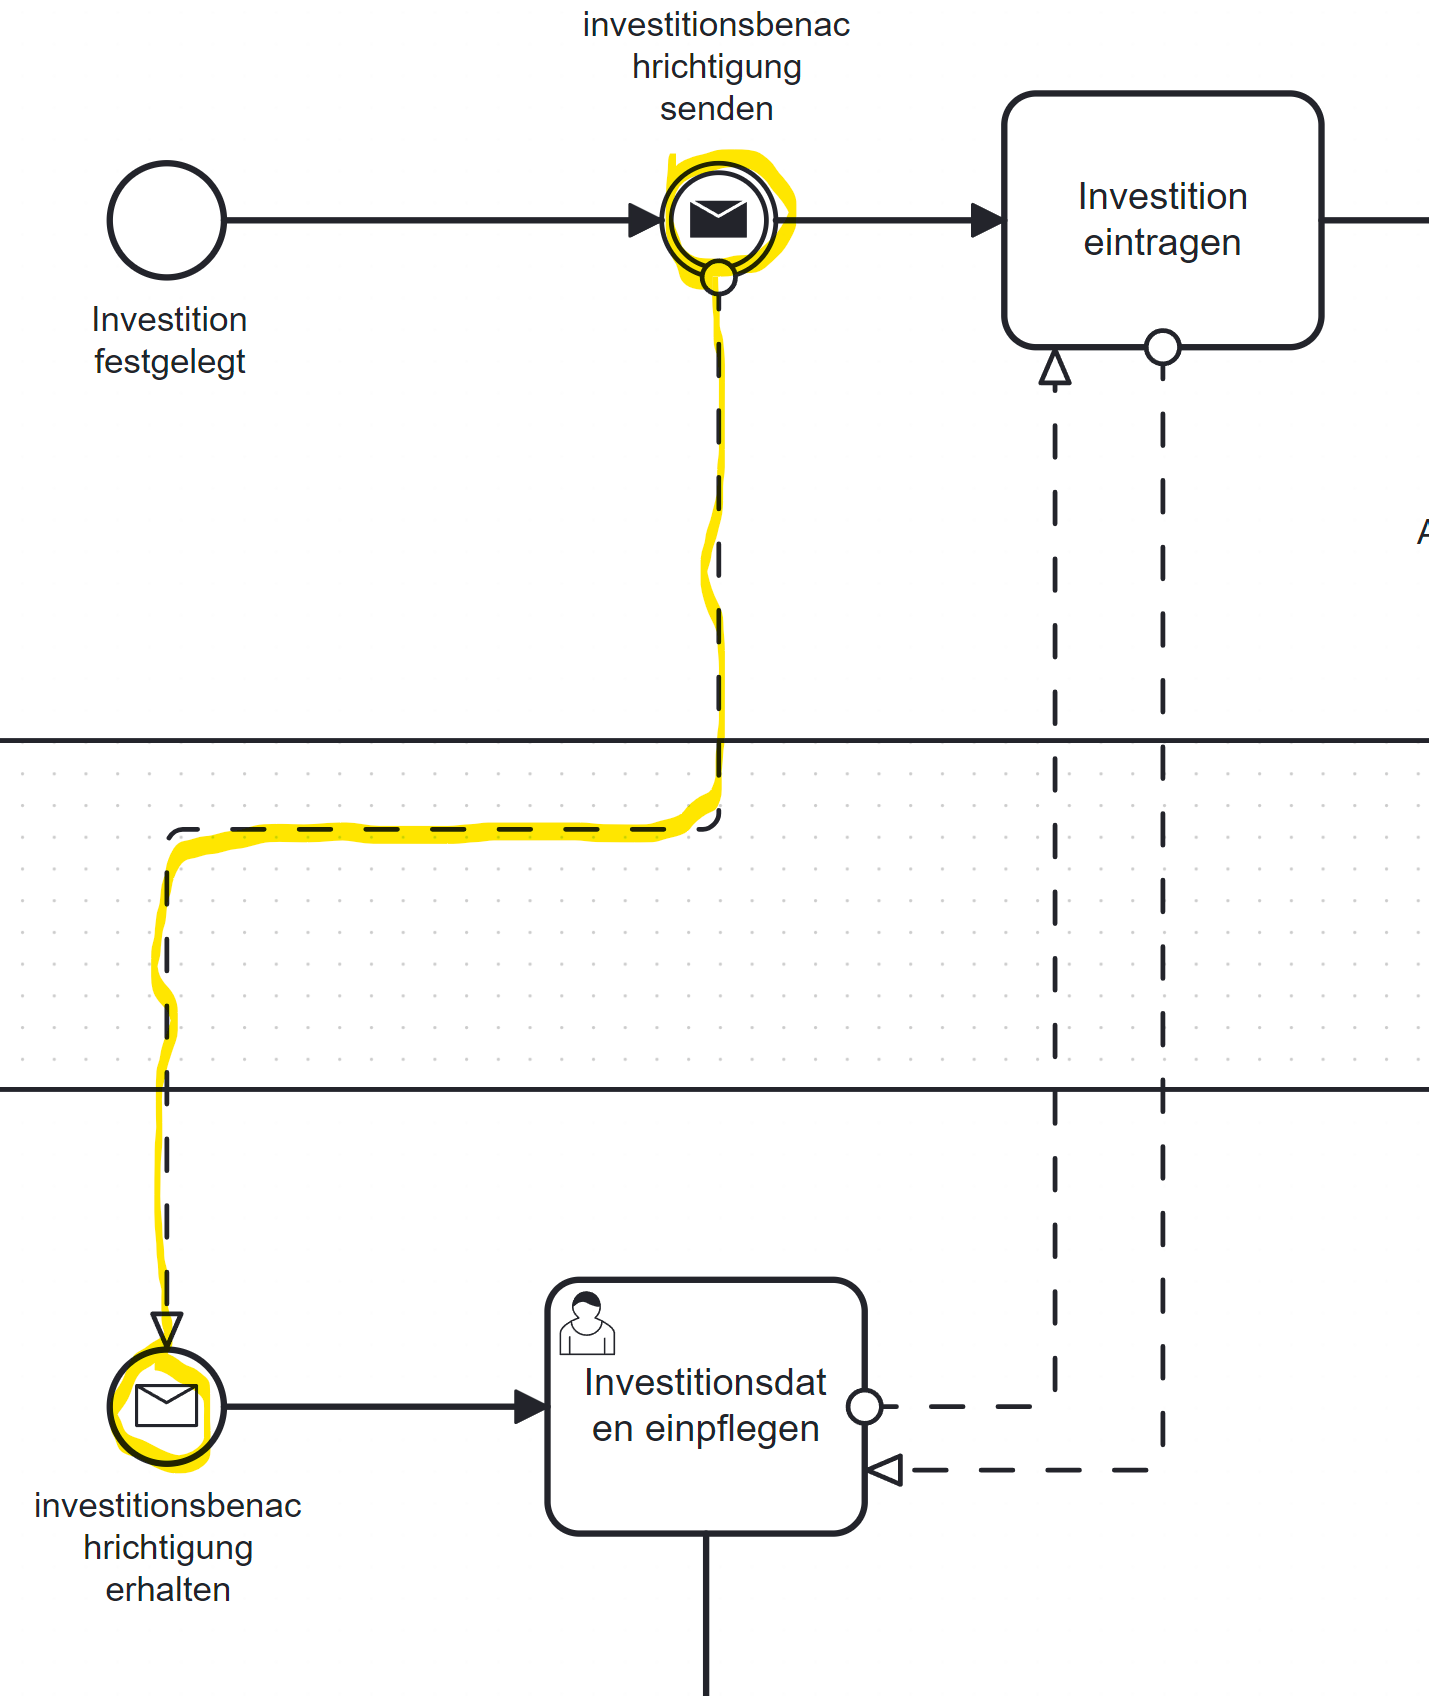 investitionsbenac
hrichtigung
senden
Investition
eintragen
Investition
festgelegt
A
Investitionsdat
en einpflegen
investitionsbenac
hrichtigung
erhalten